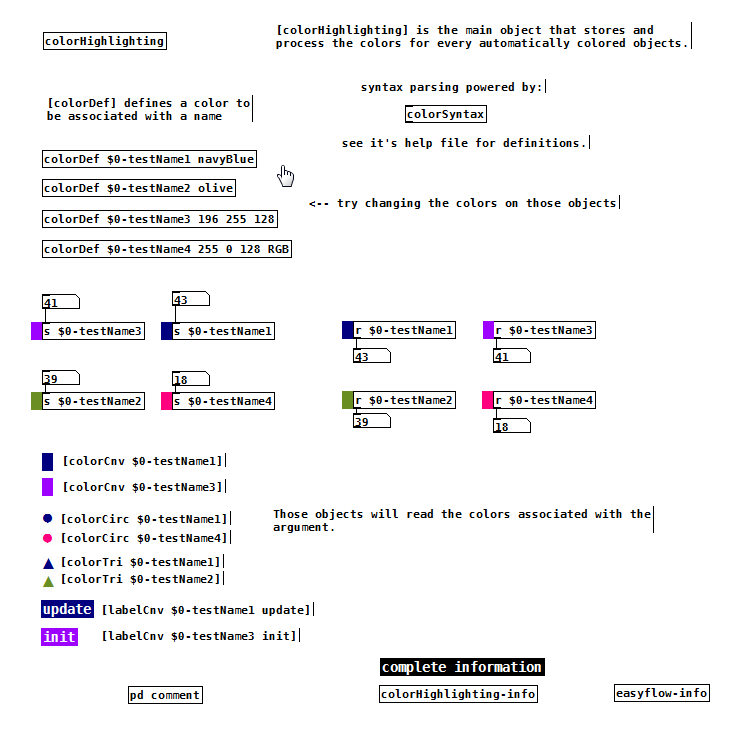 colorHighlighting
[colorHighlighting] is the main object that stores and
process the colors for every automatically colored objects.
syntax parsing powered by:
[colorDef] defines a color to
be associated with a name
colorSyntax
see it's help file for definitions.
colorDef $0-testName1 navyBlue
colorDef $0-testName2 olive
<-- try changing the colors on those objects
colorDef $0-testName3 196 255 128
colorDef $0-testName4 255 0 128 RGB
41
43
s $0-testName3
s $0-testName1
r $0-testName1
r $0-testName3
43
41
39
18
s $0-testName2
s $0-testName4
r $0-testName2
r $0-testName4
39
18
[colorCnv $0-testName1]
[colorCnv $0-testName3]
[colorCirc $0-testName1]
[colorCirc $0-testName4]
Those objects will read the colors associated with the
argument.
[colorTri $0-testName1]
[colorTri $0-testName2]
update [labelCnv $0-testName1 update]
init [labelCnv $0-testName3 init]
complete information
pd comment
colorHighlighting-info
easyflow-info